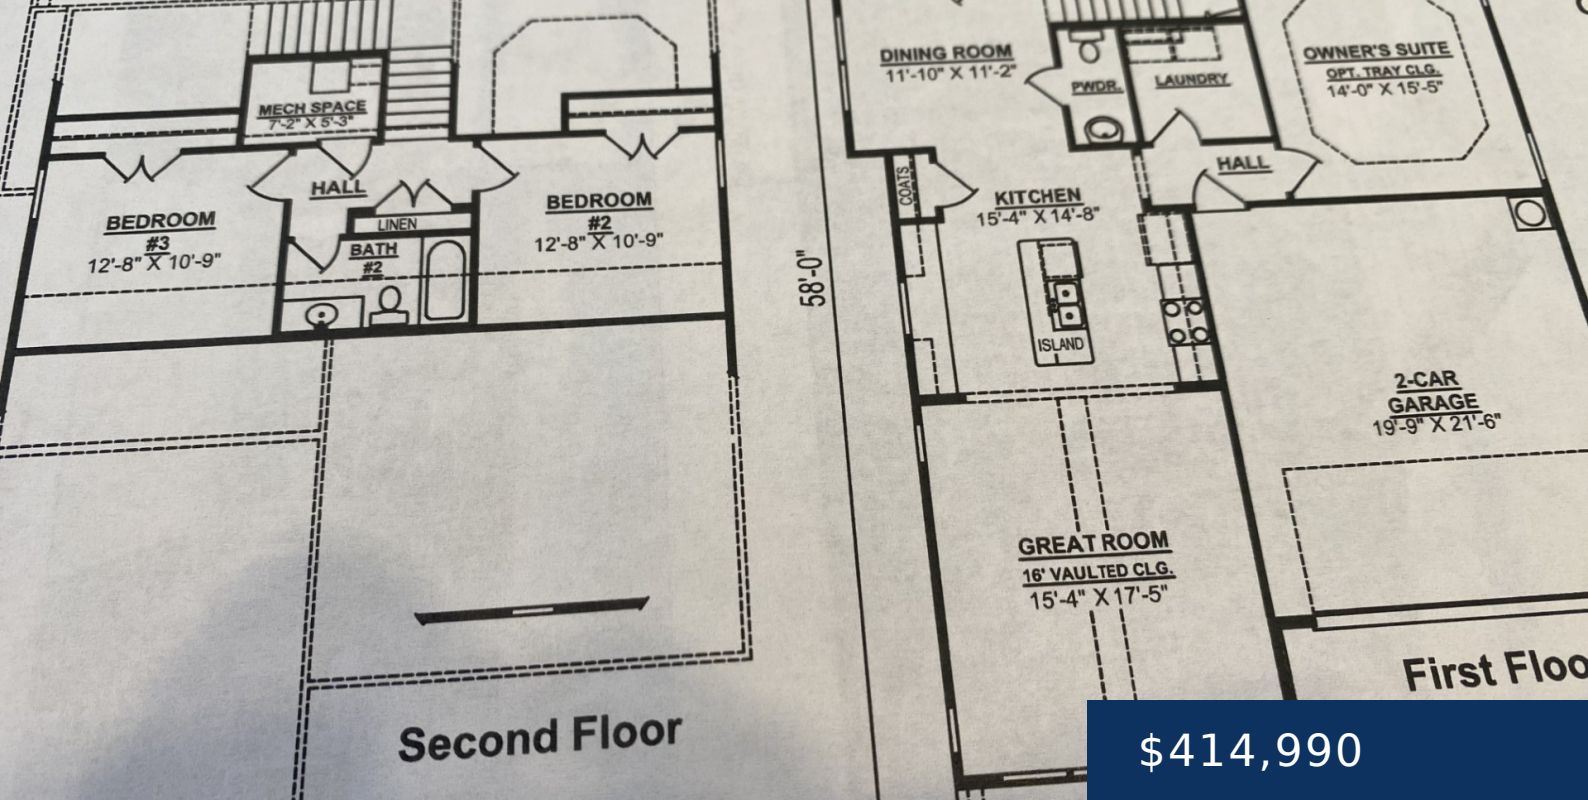 MECH SPACE
7'-2" X 5'-3"
HALL
LINEN
BEDROOM
#3
12'-8" X 10'-9"
BATH
#2
BEDROOM
#2
12'-8" X 10'-9"
Second Floor
58'-0"
DINING ROOM
11'-10" X 11'-2"
PWDR.
LAUNDRY
OWNER'S SUITE
OPT. TRAY CLG.
14'-0" X 15'-5"
HALL
COATS
KITCHEN
15'-4" X 14'-8"
ISLAND
2-CAR
GARAGE
19'-9" X 21'-6"
GREAT ROOM
16' VAULTED CLG.
15'-4" X 17'-5"
First Floo
$414,990